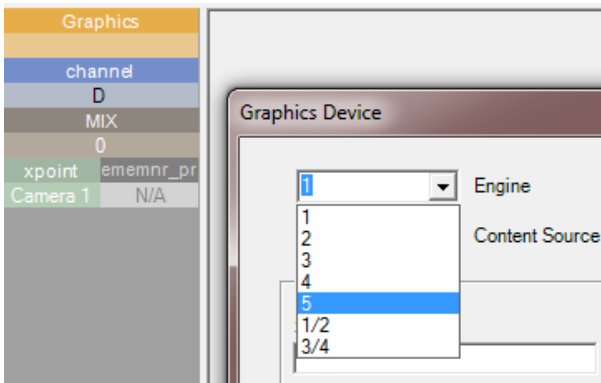 Graphics
channel
D
MIX
0
xpoint ememnr_pr
Camera 1 N/A
Graphics Device
1 Engine
Content Source
1
2
3
4
5
1/2
3/4